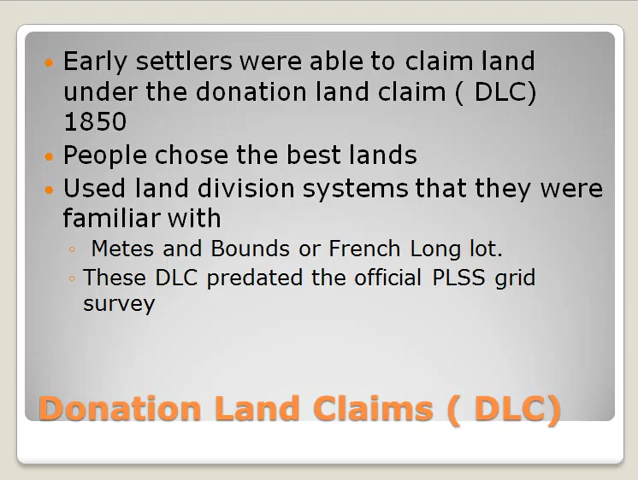 Early settlers were able to claim land
under the donation land claim ( DLC)
1850
People chose the best lands
Used land division systems that they were
familiar with
Metes and Bounds or French Long lot.
These DLC predated the official PLSS grid
survey
Donation Land Claims ( DLC)